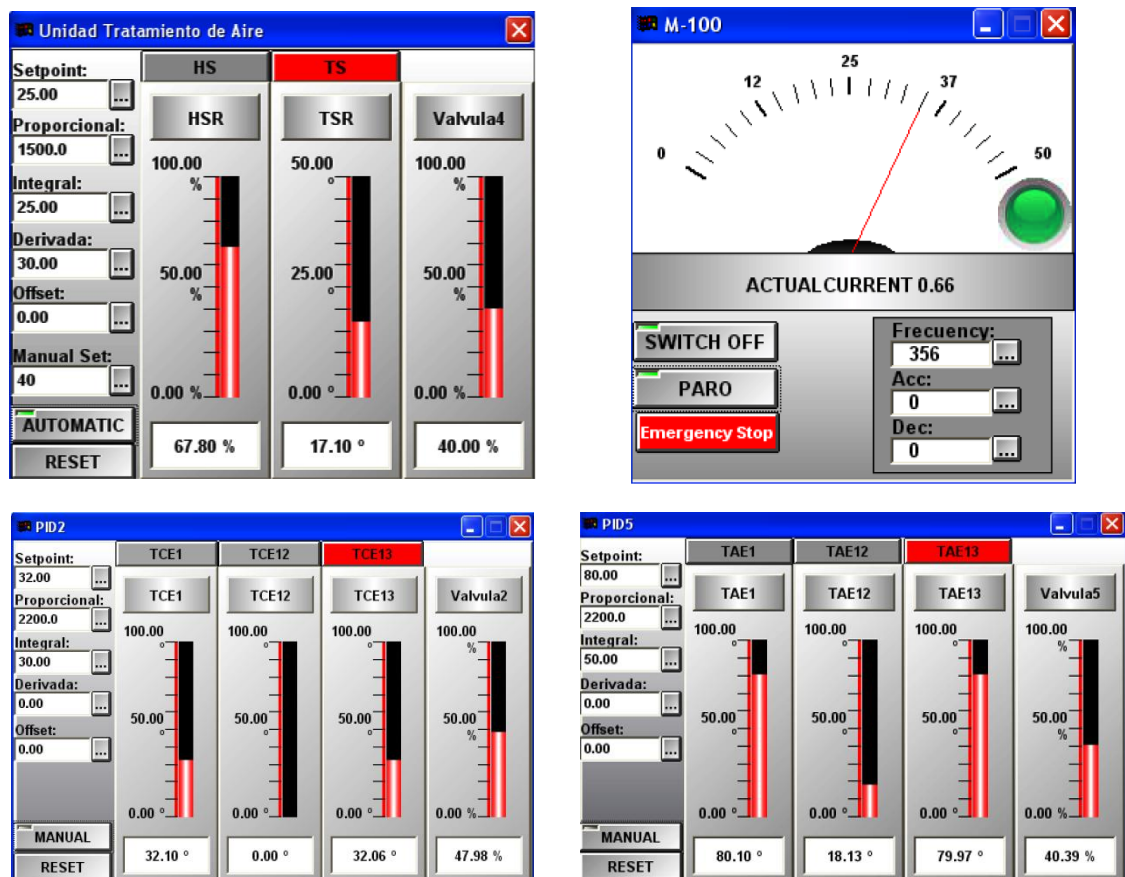 Unidad Tratamiento de Aire
Setpoint:
25.00
...
Proporcional:
1500.0
...
Integral:
25.00
...
Derivada:
30.00
...
Offset:
0.00
...
Manual Set:
40
...
AUTOMATIC
RESET
HS
TS
HSR
TSR
Valvula4
100.00
%
50.00
%
0.00 %
67.80 %
50.00
°
25.00
°
0.00 °
17.10 °
100.00
%
50.00
%
0.00 %
40.00 %
M-100
0
12
25
37
50
ACTUAL CURRENT 0.66
SWITCH OFF
PARO
Emergency Stop
Frecuency:
356
...
Acc:
0
...
Dec:
0
...
PID2
Setpoint:
32.00
...
Proporcional:
2200.0
...
Integral:
30.00
...
Derivada:
0.00
...
Offset:
0.00
...
MANUAL
RESET
TCE1
TCE12
TCE13
TCE1
TCE12
TCE13
Valvula2
100.00
°
50.00
°
0.00 °
32.10 °
100.00
°
50.00
°
0.00 °
0.00 °
100.00
°
50.00
°
0.00 °
32.06 °
100.00
%
50.00
%
0.00 %
47.98 %
PID5
Setpoint:
80.00
...
Proporcional:
2200.0
...
Integral:
50.00
...
Derivada:
0.00
...
Offset:
0.00
...
MANUAL
RESET
TAE1
TAE12
TAE13
TAE1
TAE12
TAE13
Valvula5
100.00
°
50.00
°
0.00 °
80.10 °
100.00
°
50.00
°
0.00 °
18.13 °
100.00
°
50.00
°
0.00 °
79.97 °
100.00
%
50.00
%
0.00 %
40.39 %